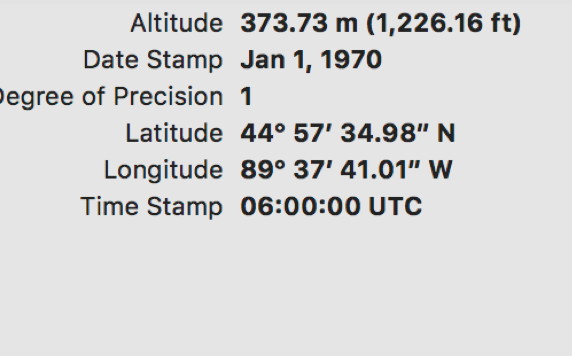 Altitude 373.73 m (1,226.16 ft)
Date Stamp Jan 1, 1970
Degree of Precision 1
Latitude 44° 57′ 34.98″ N
Longitude 89° 37′ 41.01″ W
Time Stamp 06:00:00 UTC